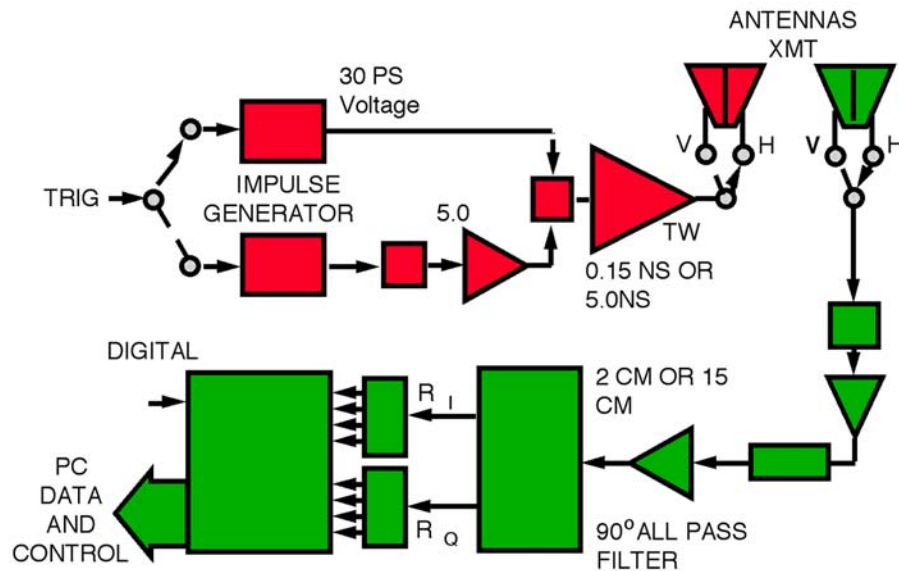 ANTENNAS
XMT
30 PS
Voltage
V
H
V
H
TRIG
IMPULSE
GENERATOR
5.0
TW
0.15 NS OR
5.0NS
DIGITAL
2 CM OR 15
CM
R I
PC
DATA
AND
CONTROL
R Q
90° ALL PASS
FILTER